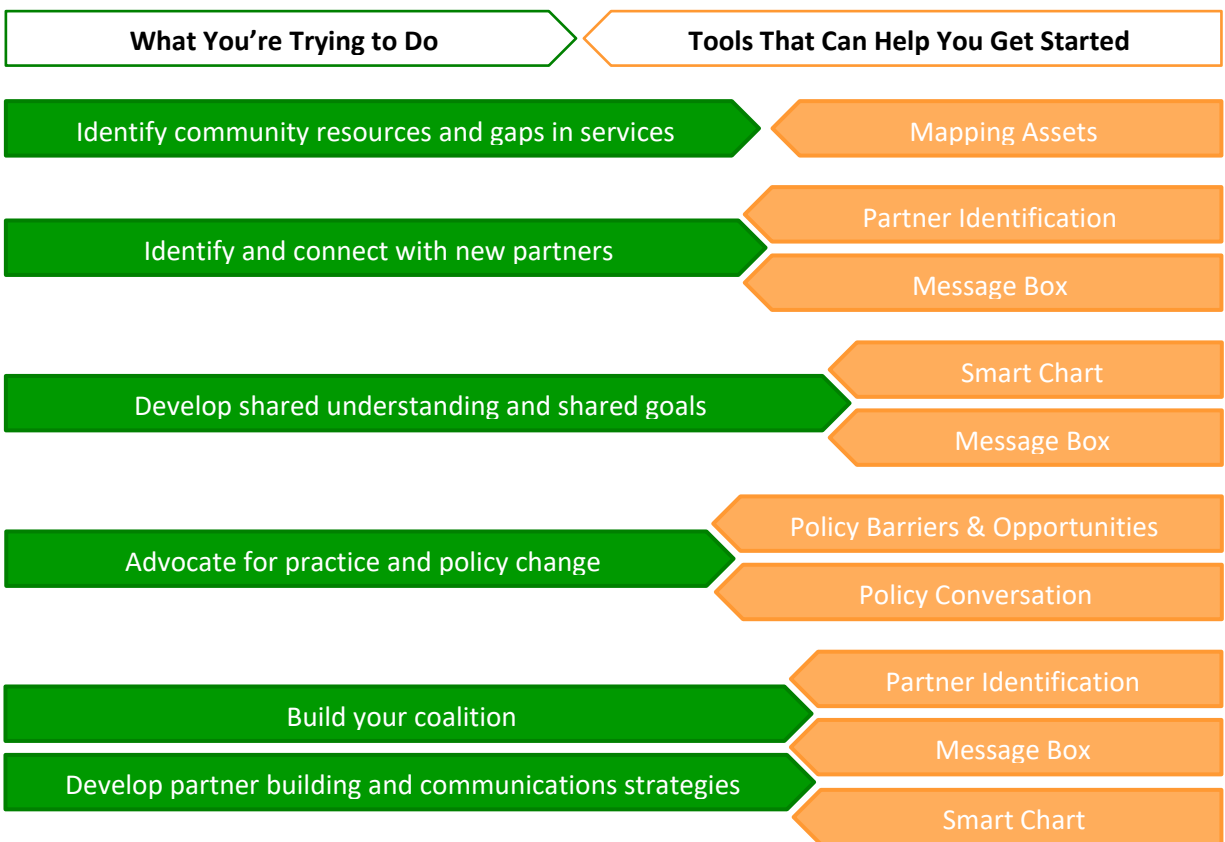 What You’re Trying to Do
Tools That Can Help You Get Started
Identify community resources and gaps in services
Mapping Assets
Identify and connect with new partners
Partner Identification
Message Box
Develop shared understanding and shared goals
Smart Chart
Message Box
Advocate for practice and policy change
Policy Barriers & Opportunities
Policy Conversation
Build your coalition
Develop partner building and communications strategies
Partner Identification
Message Box
Smart Chart